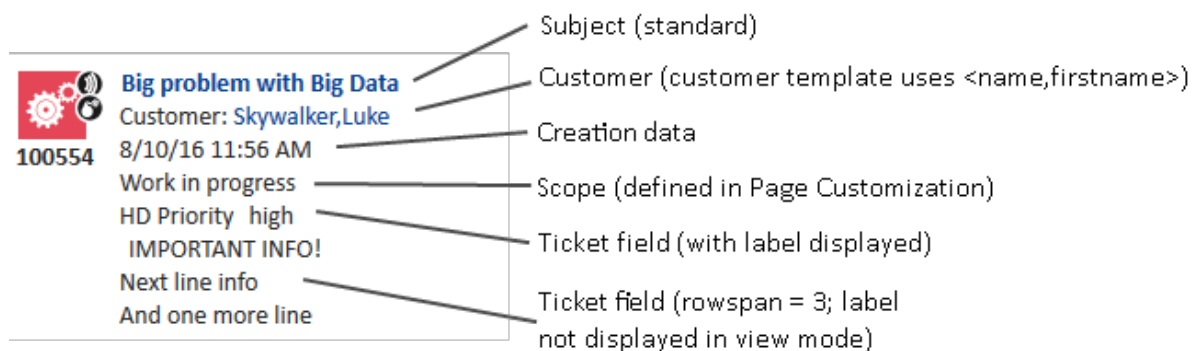 Subject (standard)
Big problem with Big Data
Customer (customer template uses <name,firstname>)
Customer: Skywalker,Luke
Creation data
100554
8/10/16 11:56 AM
Work in progress
Scope (defined in Page Customization)
HD Priority high
Ticket field (with label displayed)
IMPORTANT INFO!
Next line info
Ticket field (rowspan = 3; label
And one more line
not displayed in view mode)